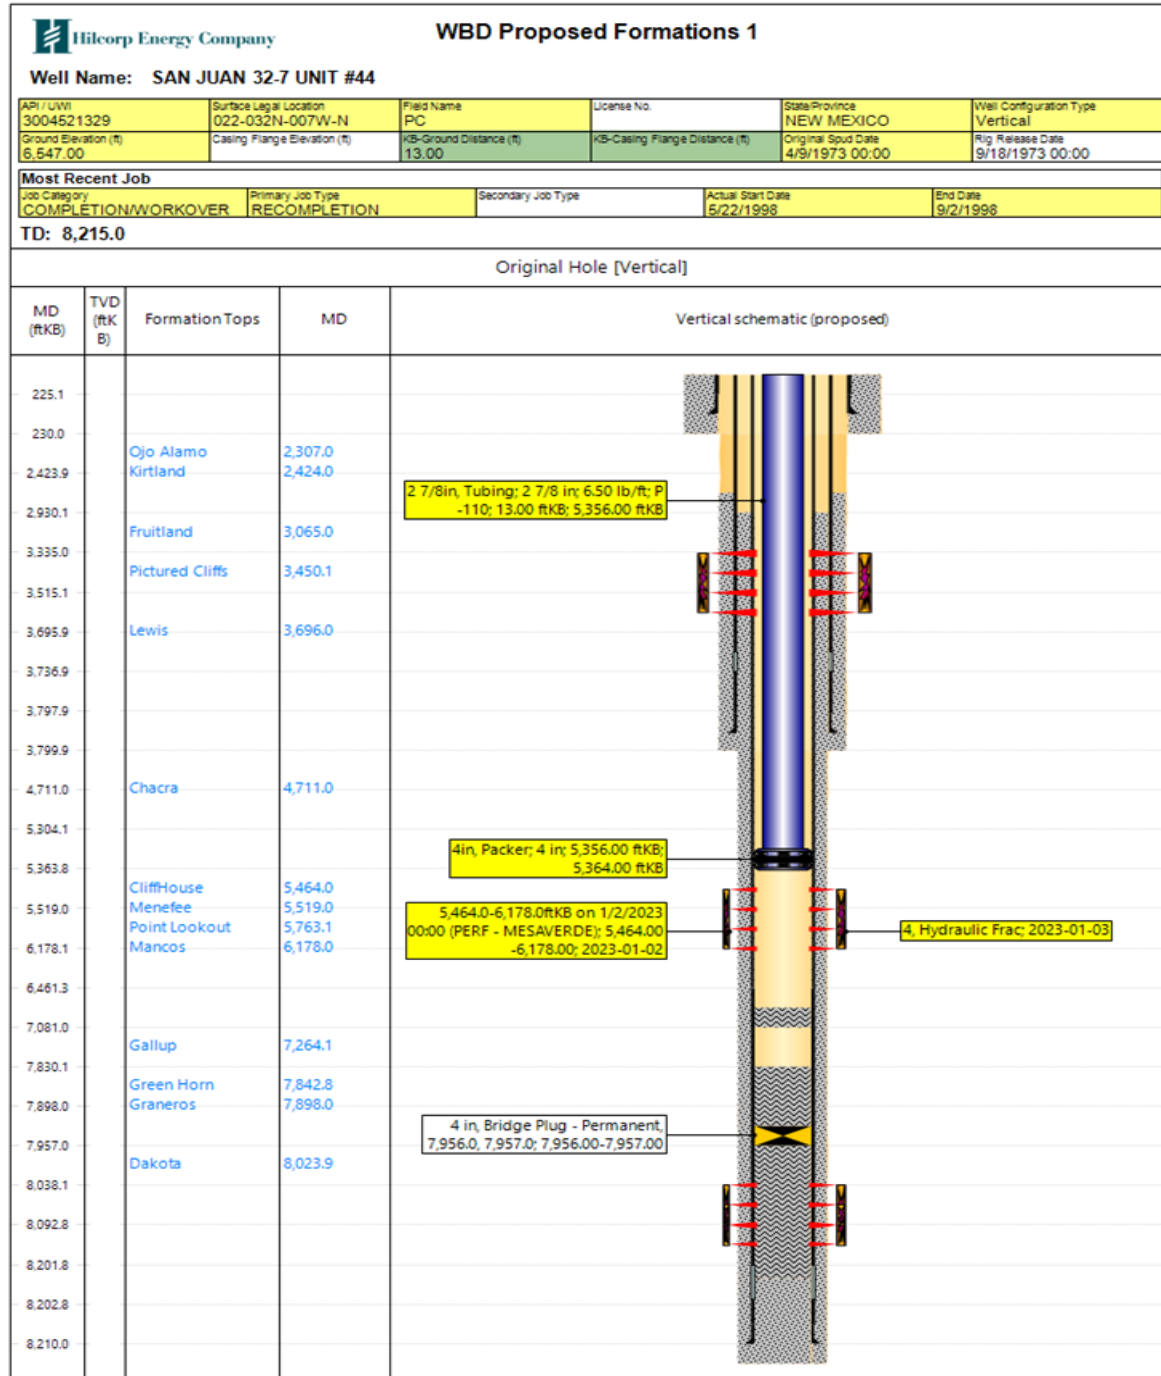 Hilcorp Energy Company
WBD Proposed Formations 1
Well Name: SAN JUAN 32-7 UNIT #44
API / UWI
3004521329
Surface Legal Location
022-032N-007W-N
Field Name
PC
License No.
State/Province
NEW MEXICO
Well Configuration Type
Vertical
Ground Elevation (ft)
6,547.00
Casing Flange Elevation (ft)
KB-Ground Distance (ft)
13.00
KB-Casing Flange Distance (ft)
Original Spud Date
4/9/1973 00:00
Rig Release Date
9/18/1973 00:00
Most Recent Job
Job Category
COMPLETION/WORKOVER
Primary Job Type
RECOMPLETION
Secondary Job Type
Actual Start Date
5/22/1998
End Date
9/2/1998
TD: 8,215.0
Original Hole [Vertical]
MD
(ftKB)
TVD
(ftK
B)
Formation Tops
MD
Vertical schematic (proposed)
225.1
230.0
Ojo Alamo 2,307.0
2,423.9
Kirtland 2,424.0
2 7/8in, Tubing; 2 7/8 in; 6.50 lb/ft; P
-110; 13.00 ftKB; 5,356.00 ftKB
2,930.1
Fruitland 3,065.0
3,335.0
Pictured Cliffs 3,450.1
3,515.1
3,695.9
Lewis 3,696.0
3,736.9
3,797.9
3,799.9
4,711.0
Chacra 4,711.0
5,304.1
4in, Packer; 4 in; 5,356.00 ftKB;
5,364.00 ftKB
5,363.8
CliffHouse 5,464.0
5,519.0
Menefee 5,519.0
Point Lookout 5,763.1
6,178.1
Mancos 6,178.0
5,464.0-6,178.0ftKB on 1/2/2023
00:00 (PERF - MESAVERDE); 5,464.00
-6,178.00; 2023-01-02
4, Hydraulic Frac; 2023-01-03
6,461.3
7,081.0
Gallup 7,264.1
7,830.1
Green Horn 7,842.8
7,898.0
Graneros 7,898.0
4 in, Bridge Plug - Permanent,
7,956.0, 7,957.0; 7,956.00-7,957.00
7,957.0
Dakota 8,023.9
8,038.1
8,092.8
8,201.8
8,202.8
8,210.0